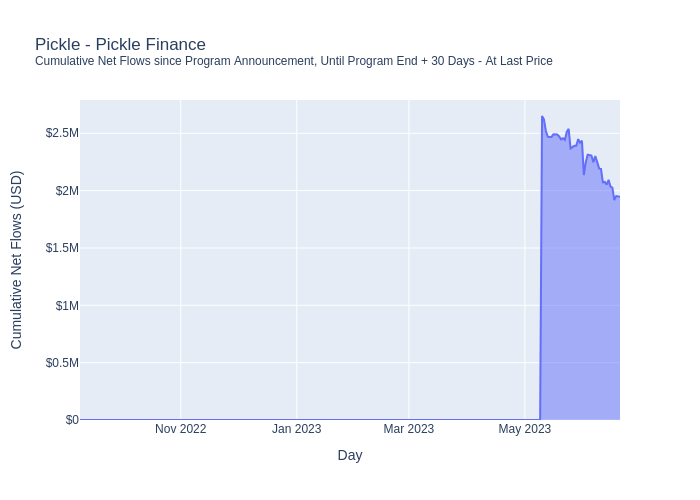 Pickle - Pickle Finance
Cumulative Net Flows since Program Announcement, Until Program End + 30 Days - At Last Price
Cumulative Net Flows (USD)
$2.5M
$2M
$1.5M
$1M
$0.5M
$0
Nov 2022
Jan 2023
Mar 2023
May 2023
Day